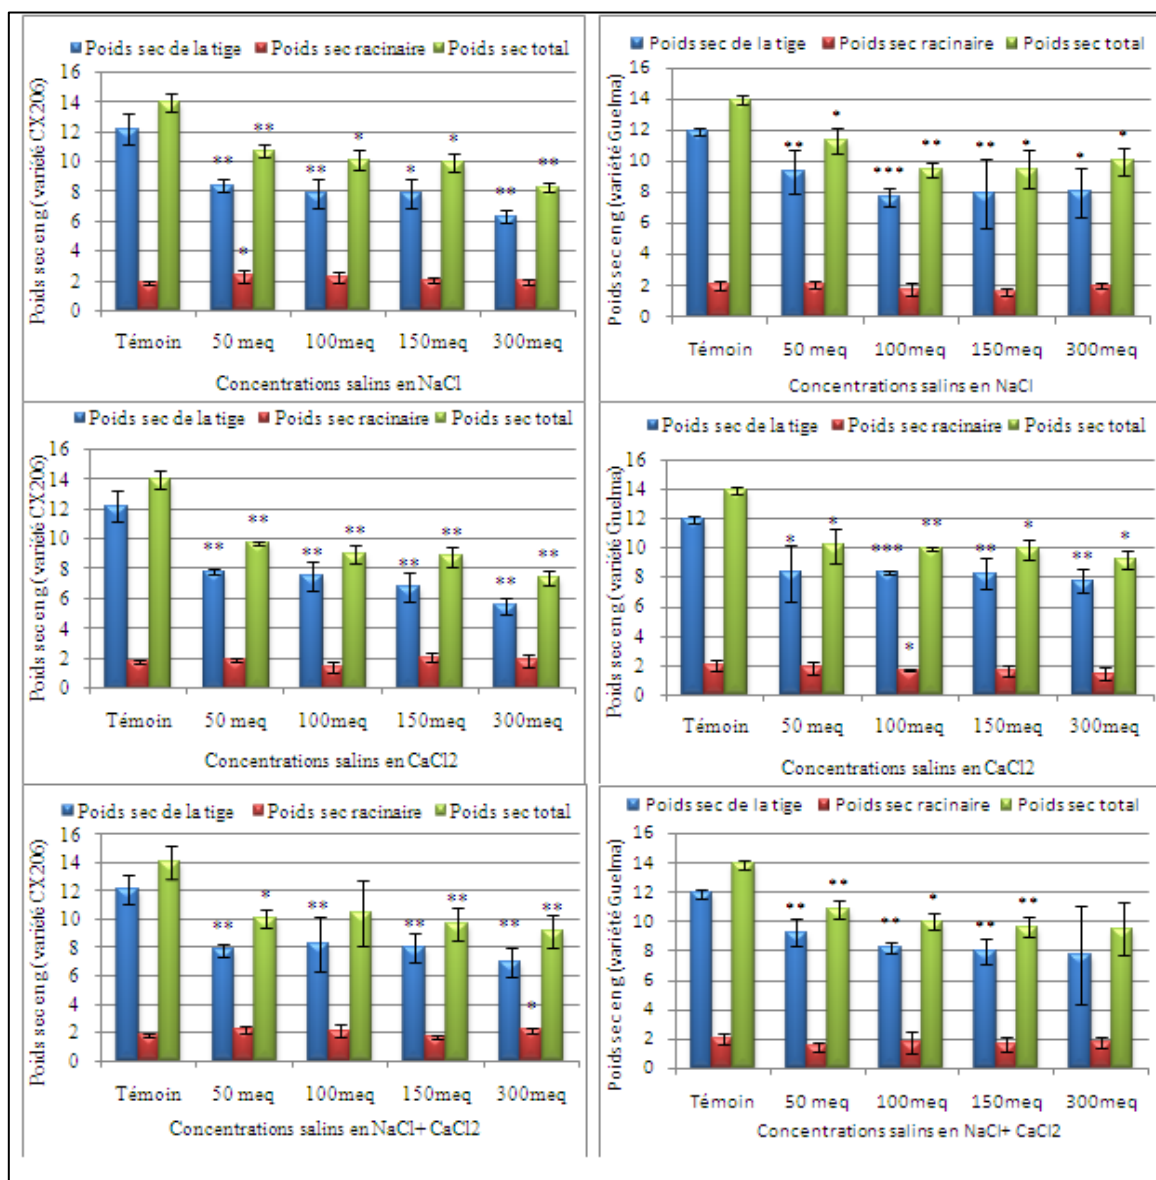 Poids sec de la tige Poids sec racinaire Poids sec total
Poids sec en g (variété CX206)
16
14
12
10
8
6
4
2
0
** ** ** * * * ** ** *
Témoin 50 meq 100meq 150meq 300meq
Concentrations salins en NaCl
Poids sec de la tige Poids sec racinaire Poids sec total
Poids sec en g (variété Guelma)
16
14
12
10
8
6
4
2
0
** * *** ** ** * * *
Témoin 50 meq 100meq 150meq 300meq
Concentrations salins en NaCl
Poids sec de la tige Poids sec racinaire Poids sec total
Poids sec en g (variété CX206)
16
14
12
10
8
6
4
2
0
** ** ** ** ** ** ** **
Témoin 50 meq 100meq 150meq 300meq
Concentrations salins en CaCl2
Poids sec de la tige Poids sec racinaire Poids sec total
Poids sec en g (variété Guelma)
16
14
12
10
8
6
4
2
0
* * *** * ** ** * ** *
Témoin 50 meq 100meq 150meq 300meq
Concentrations salins en CaCl2
Poids sec de la tige Poids sec racinaire Poids sec total
Poids sec en g (variété CX206)
16
14
12
10
8
6
4
2
0
** * ** ** ** ** * **
Témoin 50 meq 100meq 150meq 300meq
Concentrations salins en NaCl+ CaCl2
Poids sec de la tige Poids sec racinaire Poids sec total
Poids sec en g (variété Guelma)
16
14
12
10
8
6
4
2
0
** ** ** * ** **
Témoin 50 meq 100meq 150meq 300meq
Concentrations salins en NaCl+ CaCl2